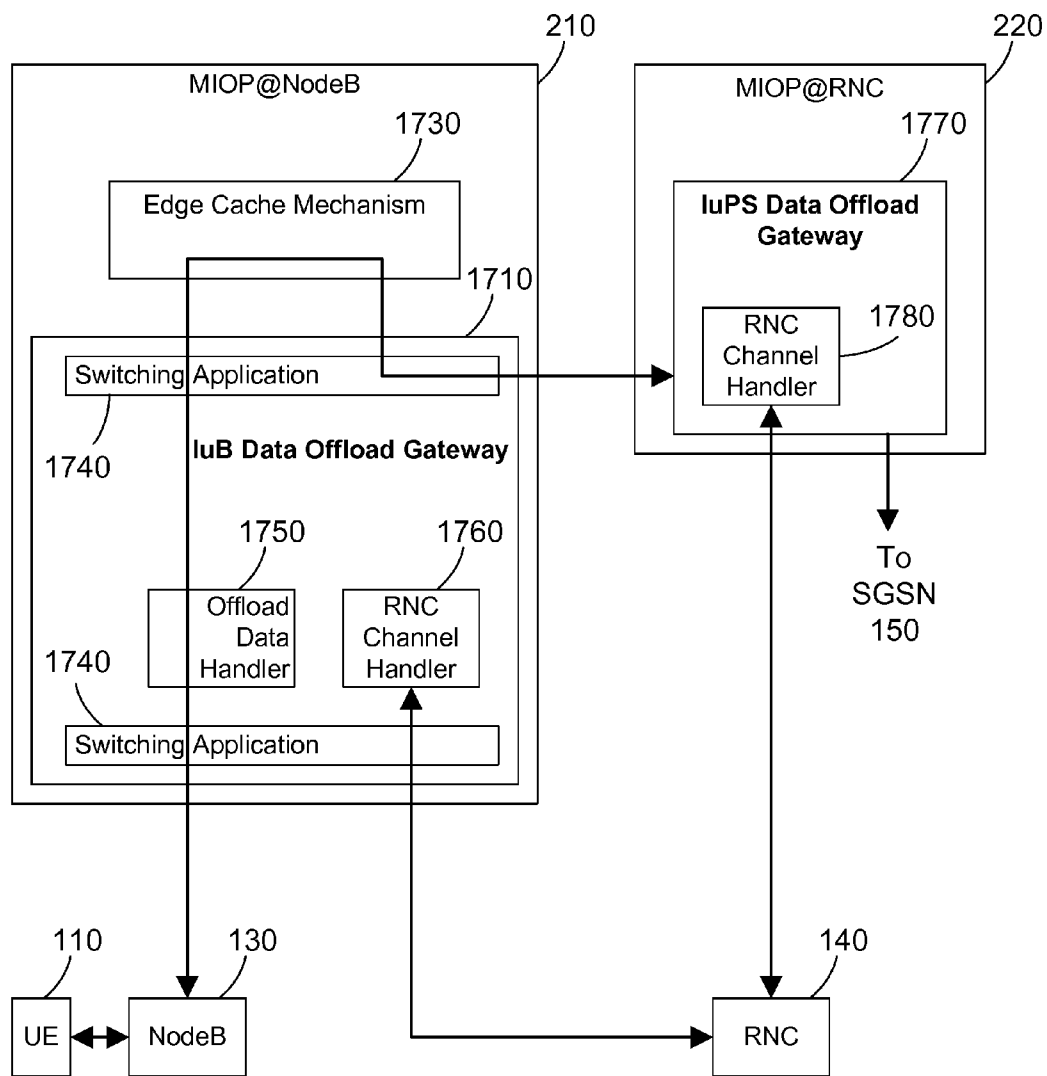 210
220
MIOP@NodeB
MIOP@RNC
1730
1770
Edge Cache Mechanism
IuPS Data Offload
Gateway
1710
1780
RNC
Channel
Handler
Switching Application
1740
IuB Data Offload Gateway
1750
1760
Offload
Data
Handler
RNC
Channel
Handler
To
SGSN
150
1740
Switching Application
110
130
140
UE
NodeB
RNC